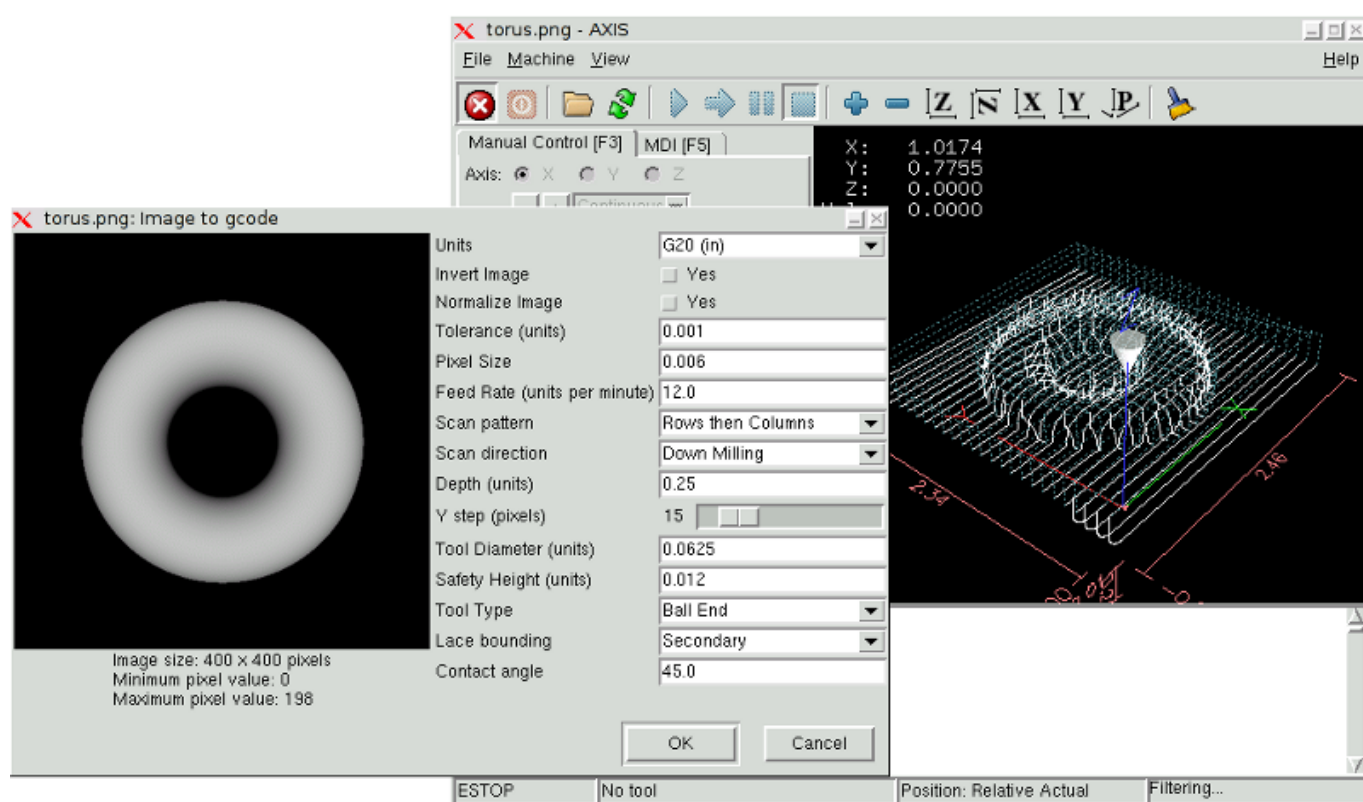 torus.png - AXIS
File Machine View Help
Z N X Y P
Manual Control [F3] MDI [F5]
Axis: X Y Z
Continuous
X: 1.0174
Y: 0.7755
Z: 0.0000
0.0000
torus.png: Image to gcode
Units G20 (in)
Invert Image Yes
Normalize Image Yes
Tolerance (units) 0.001
Pixel Size 0.006
Feed Rate (units per minute) 12.0
Scan pattern Rows then Columns
Scan direction Down Milling
Depth (units) 0.25
Y step (pixels) 15
Tool Diameter (units) 0.0625
Safety Height (units) 0.012
Tool Type Ball End
Lace bounding Secondary
Contact angle 45.0
Image size: 400 x 400 pixels
Minimum pixel value: 0
Maximum pixel value: 198
OK Cancel
X
2.34
2.46
ESTOP No tool Position: Relative Actual Filtering...